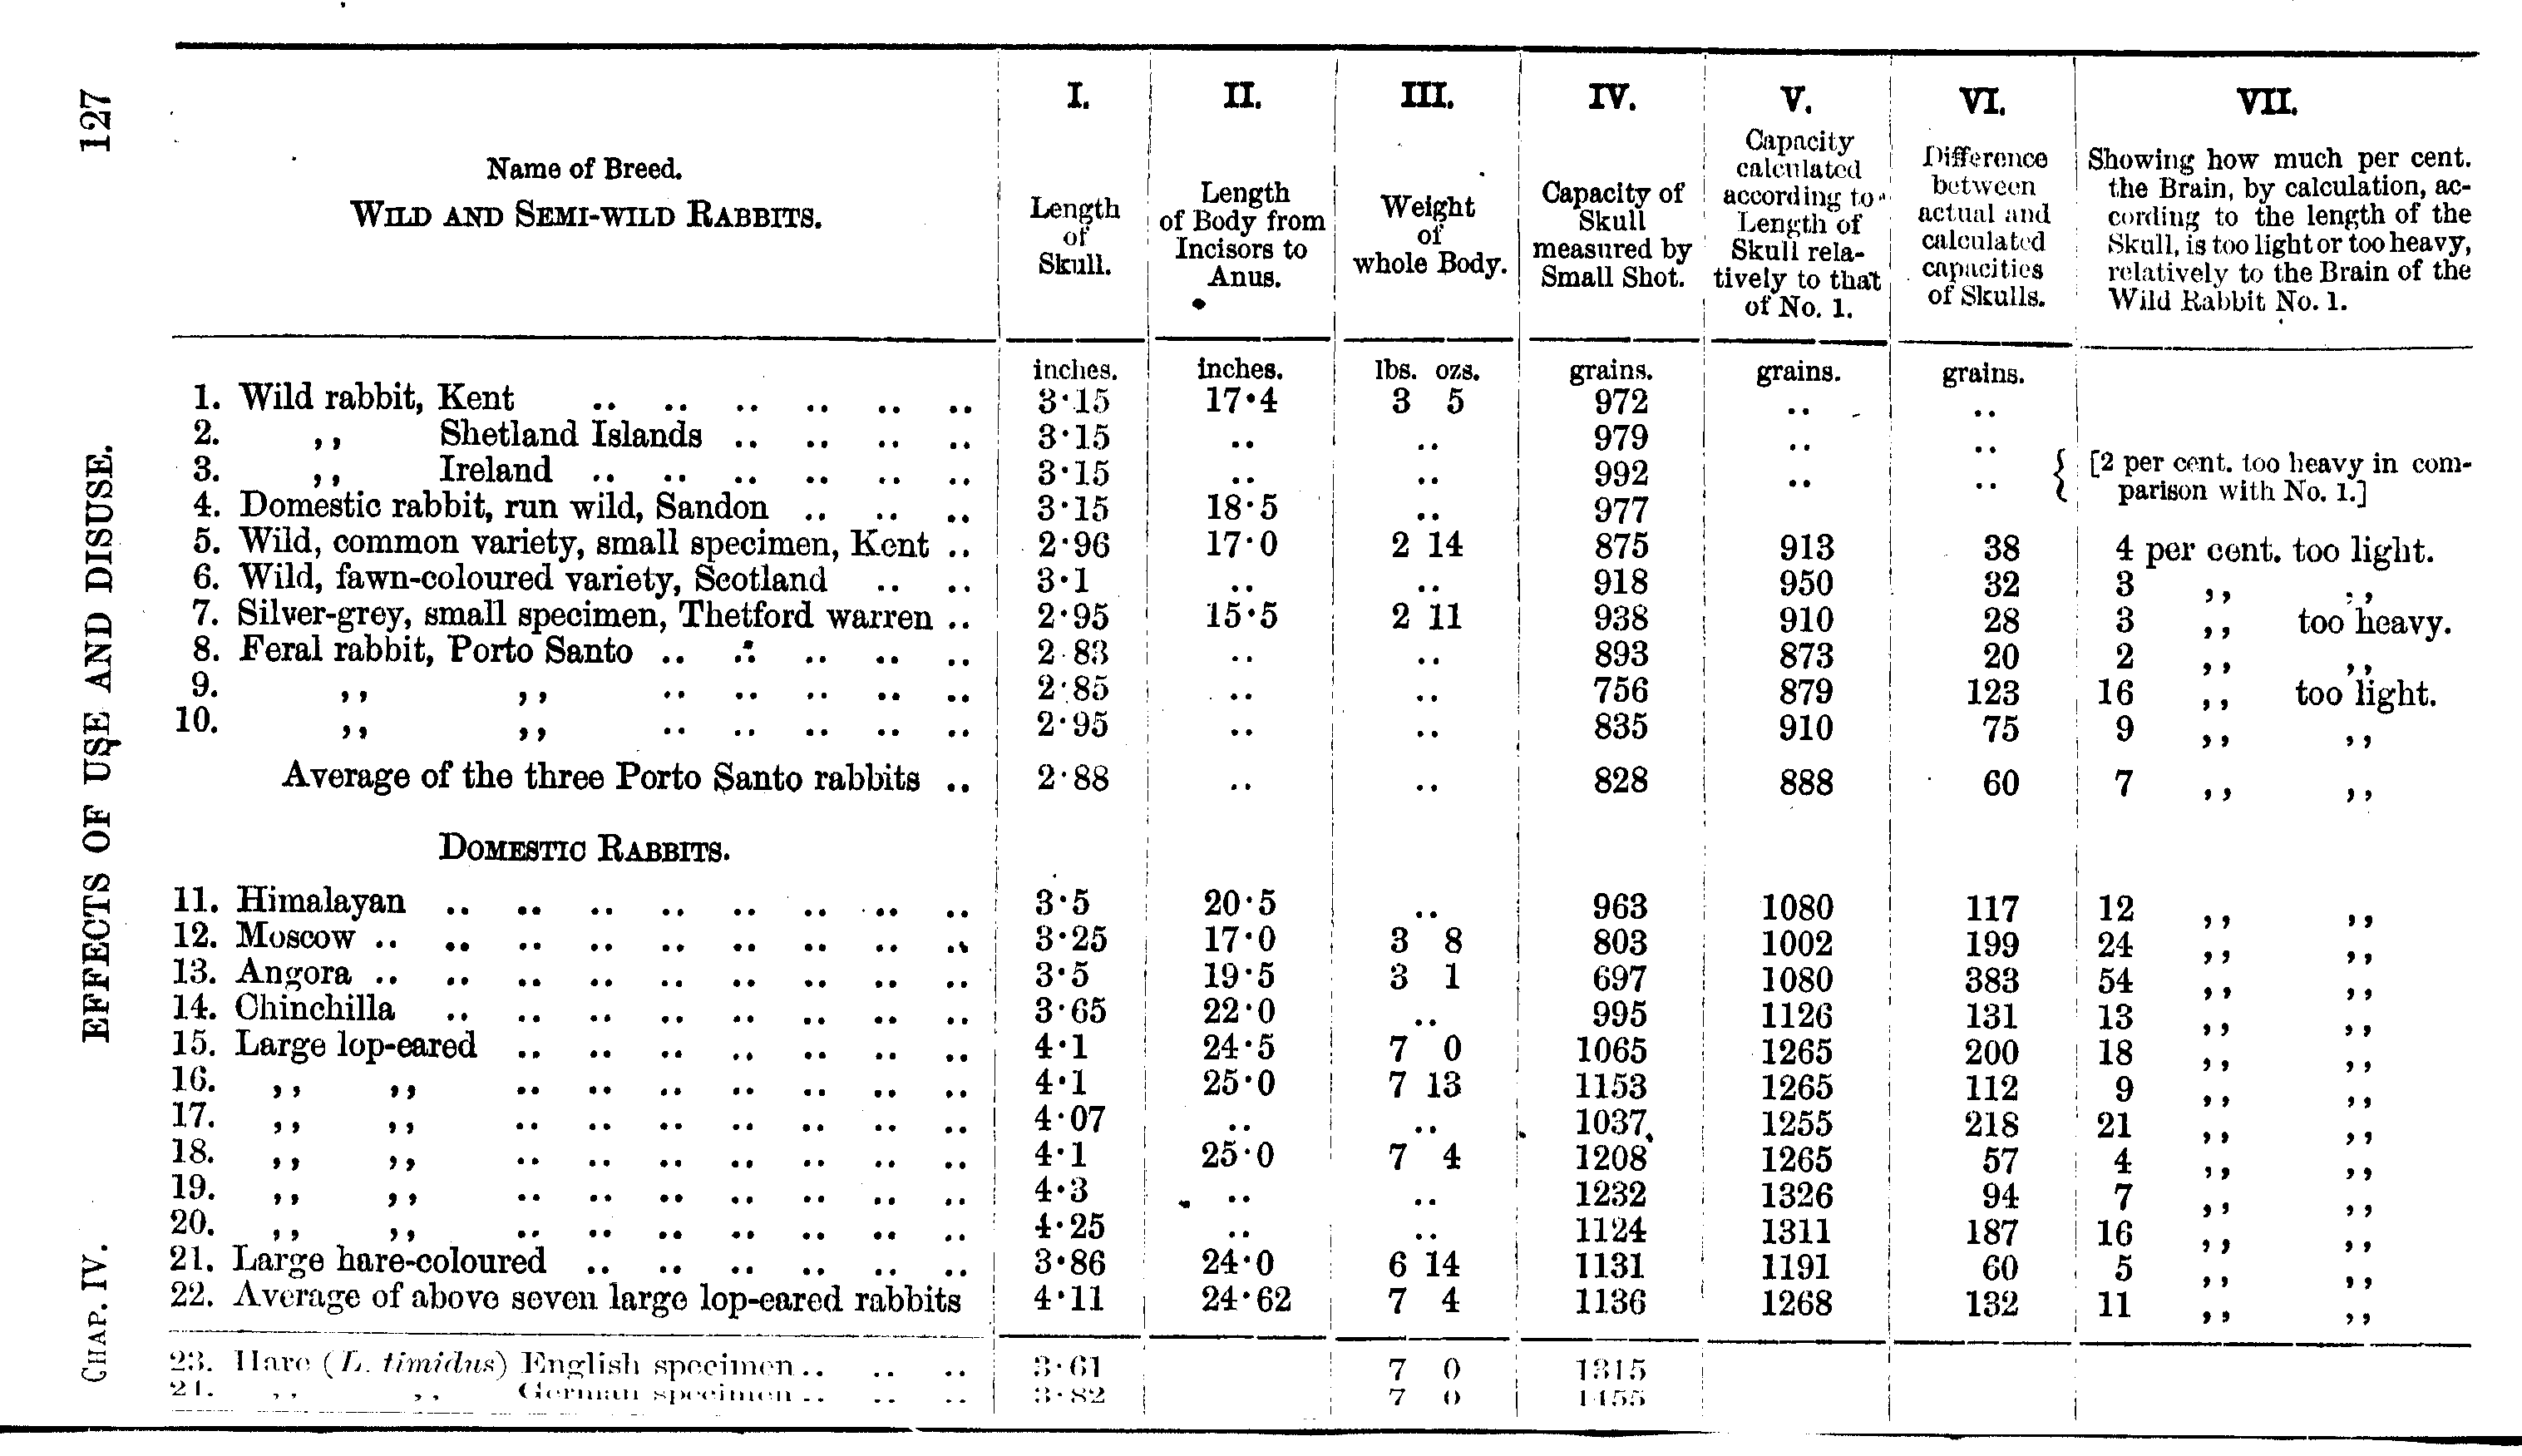 127
EFFECTS OF USE AND DISUSE.
CHAP. IV.
Name of Breed.
WILD AND SEMI-WILD RABBITS.
I.
Length
of
Skull.
II.
Length
of Body from
Incisors to
Anus.
III.
Weight
of
whole Body.
IV.
Capacity of
Skull
measured by
Small Shot.
V.
Capacity
calculated
according to
Length of
Skull rela-
tively to that
of No. 1.
VI.
Difference
between
actual and
calculated
capacities
of Skulls.
VII.
Showing how much per cent.
the Brain, by calculation, ac-
cording to the length of the
Skull, is too light or too heavy,
relatively to the Brain of the
Wild Rabbit No. 1.
inches. inches. lbs. ozs. grains. grains. grains.
1. Wild rabbit, Kent .. .. .. .. .. .. 3·15 17·4 3 5 972 .. ..
2. ,, Shetland Islands .. .. .. .. 3·15 .. .. 979 .. ..
3. ,, Ireland .. .. .. .. .. .. 3·15 .. .. 992 .. .. { [2 per cent. too heavy in com-
parison with No. 1.]
4. Domestic rabbit, run wild, Sandon .. .. .. 3·15 18·5 .. 977
5. Wild, common variety, small specimen, Kent .. 2·96 17·0 2 14 875 913 38 4 per cent. too light.
6. Wild, fawn-coloured variety, Scotland .. .. 3·1 .. .. 918 950 32 3 ,, ,,
7. Silver-grey, small specimen, Thetford warren .. 2·95 15·5 2 11 938 910 28 3 ,, too heavy.
8. Feral rabbit, Porto Santo .. .. .. .. .. 2·83 .. .. 893 873 20 2 ,, ,,
9. ,, ,, .. .. .. .. .. 2·85 .. .. 756 879 123 16 ,, too light.
10. ,, ,, .. .. .. .. .. 2·95 .. .. 835 910 75 9 ,, ,,
Average of the three Porto Santo rabbits .. 2·88 .. .. 828 888 60 7 ,, ,,
DOMESTIC RABBITS.
11. Himalayan .. .. .. .. .. .. .. .. 3·5 20·5 .. 963 1080 117 12 ,, ,,
12. Moscow .. .. .. .. .. .. .. .. .. 3·25 17·0 3 8 803 1002 199 24 ,, ,,
13. Angora .. .. .. .. .. .. .. .. .. 3·5 19·5 3 1 697 1080 383 54 ,, ,,
14. Chinchilla .. .. .. .. .. .. .. .. 3·65 22·0 .. 995 1126 131 13 ,, ,,
15. Large lop-eared .. .. .. .. .. .. .. 4·1 24·5 7 0 1065 1265 200 18 ,, ,,
16. ,, ,, .. .. .. .. .. .. .. 4·1 25·0 7 13 1153 1265 112 9 ,, ,,
17. ,, ,, .. .. .. .. .. .. .. 4·07 .. .. 1037 1255 218 21 ,, ,,
18. ,, ,, .. .. .. .. .. .. .. 4·1 25·0 7 4 1208 1265 57 4 ,, ,,
19. ,, ,, .. .. .. .. .. .. .. 4·3 .. .. 1232 1326 94 7 ,, ,,
20. ,, ,, .. .. .. .. .. .. .. 4·25 .. .. 1124 1311 187 16 ,, ,,
21. Large hare-coloured .. .. .. .. .. .. 3·86 24·0 6 14 1131 1191 60 5 ,, ,,
22. Average of above seven large lop-eared rabbits 4·11 24·62 7 4 1136 1268 132 11 ,, ,,
23. Hare (L. timidus) English specimen .. .. .. 3·61 7 0 1315
24. ,, ,, German specimen .. .. .. 3·82 7 0 1455